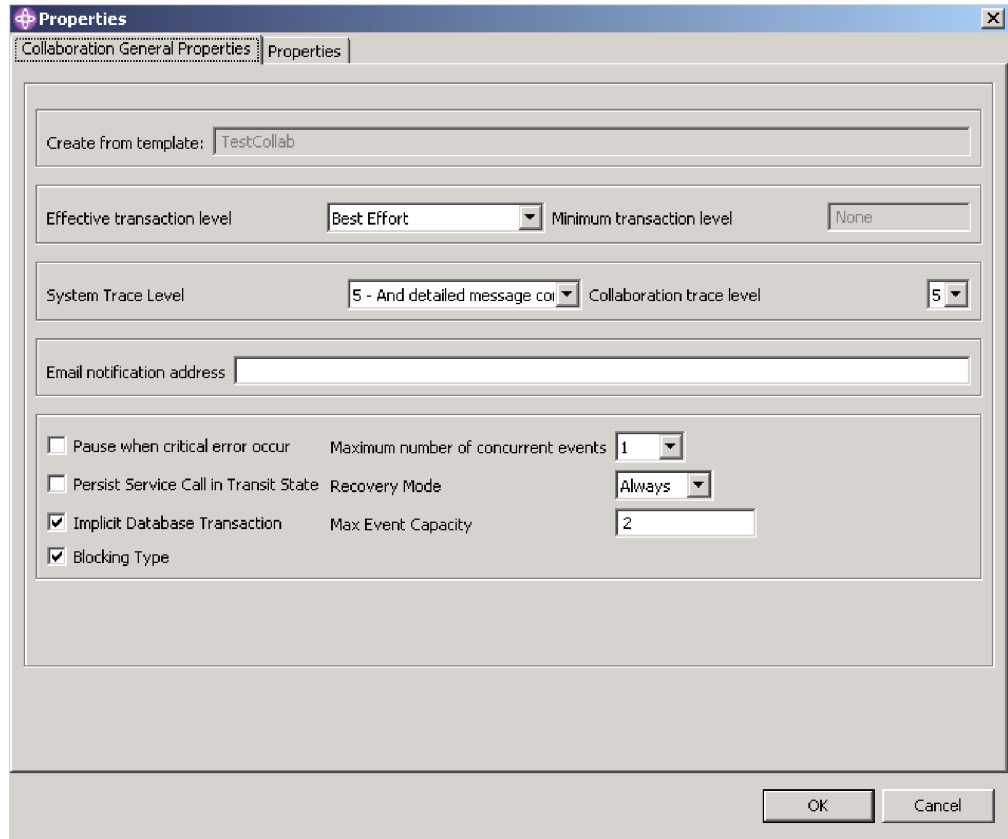 Properties
Collaboration General Properties Properties
Create from template: TestCollab
Effective transaction level Best Effort Minimum transaction level None
System Trace Level 5 - And detailed message co Collaboration trace level 5
Email notification address
Pause when critical error occur Maximum number of concurrent events 1
Persist Service Call in Transit State Recovery Mode Always
Implicit Database Transaction Max Event Capacity 2
Blocking Type
OK Cancel